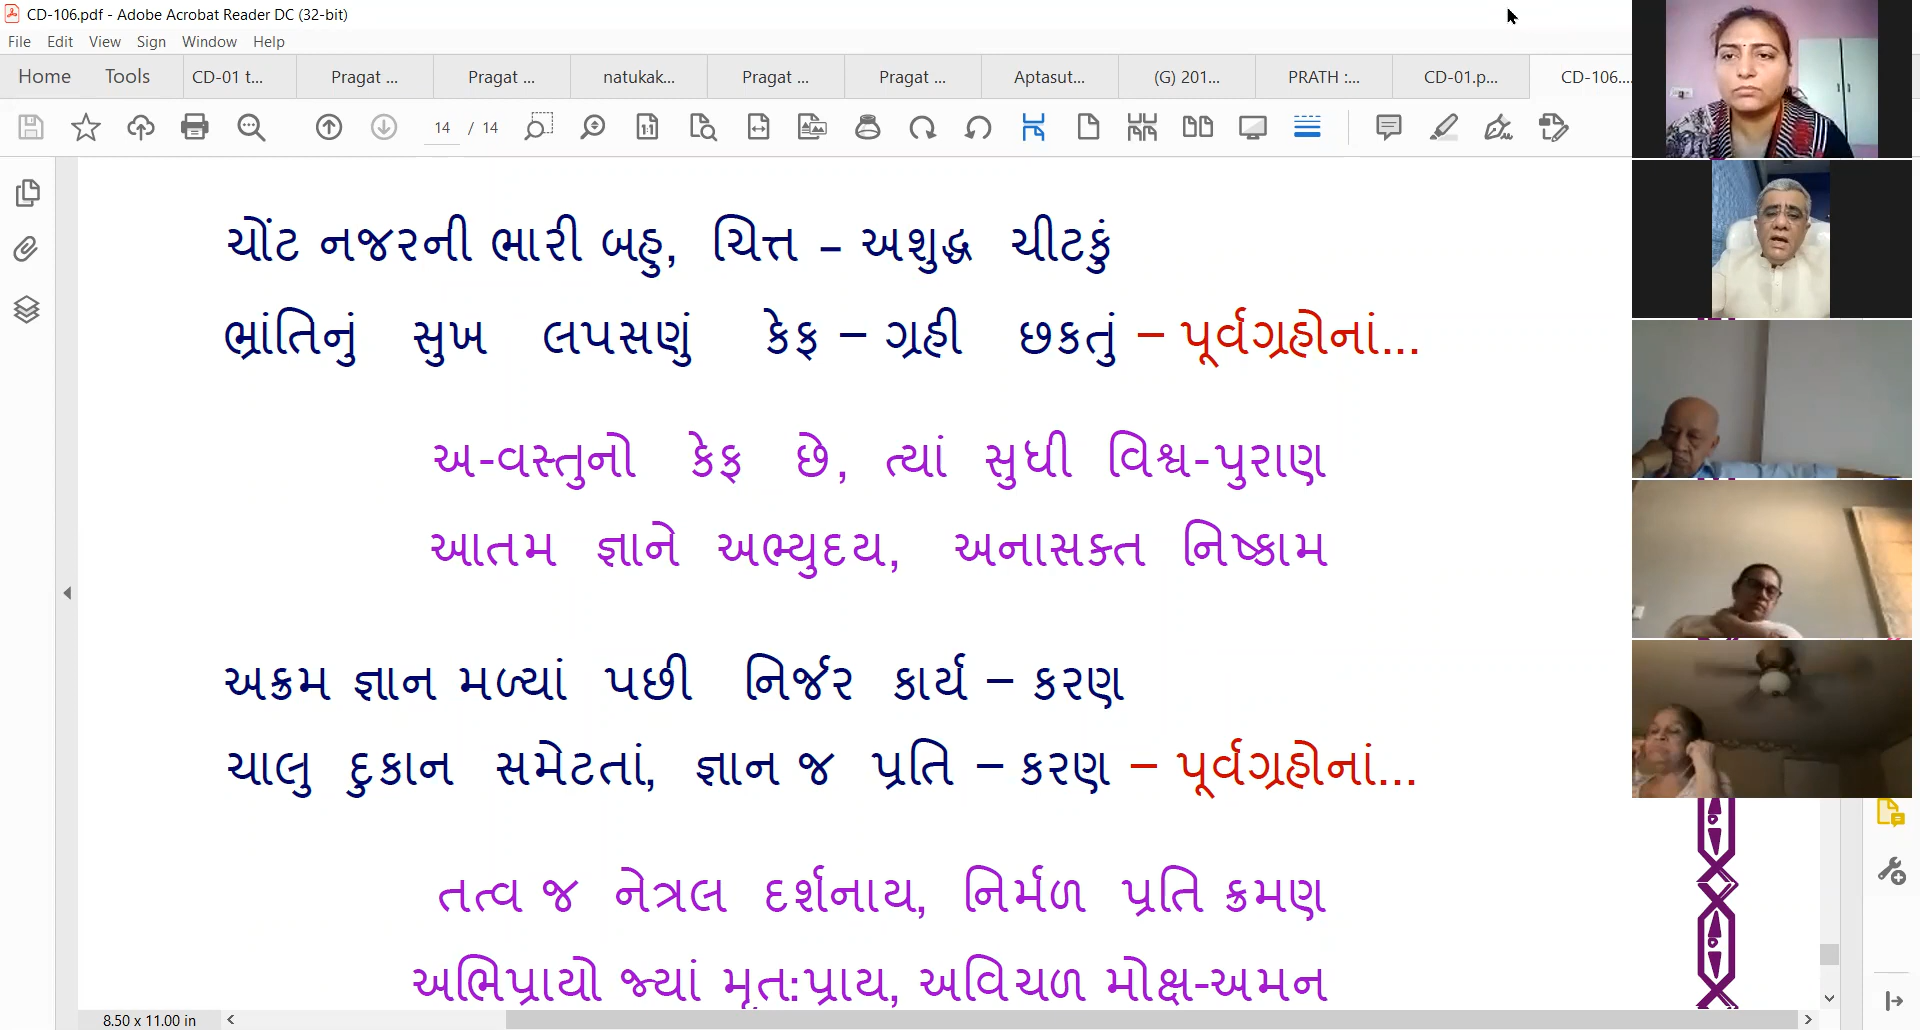 CD-106.pdf - Adobe Acrobat Reader DC (32-bit)
File Edit View Sign Window Help
Home Tools CD-01 t... Pragat ... Pragat ... natukak... Pragat ... Pragat ... Aptasut... (G) 201... PRATH :... CD-01.p... CD-106....
14 / 14
ચોંટ નજરની ભારી બહુ, ચિત્ત – અશુદ્ધ ચીટકું
ભ્રાંતિનું સુખ લપસણું કેફ – ગ્રહી છકતું – પૂર્વગ્રહોનાં...
અ-વસ્તુનો કેફ છે, ત્યાં સુધી વિશ્વ-પુરાણ
આતમ જ્ઞાને અભ્યુદય, અનાસક્ત નિષ્કામ
અક્રમ જ્ઞાન મળ્યાં પછી નિર્જર કાર્ય – કરણ
ચાલુ દુકાન સમેટતાં, જ્ઞાન જ પ્રતિ – કરણ – પૂર્વગ્રહોનાં...
તત્વ જ નેત્રલ દર્શનાય, નિર્મળ પ્રતિ ક્રમણ
અભિપ્રાયો જ્યાં મૃત:પ્રાય, અવિચળ મોક્ષ-અમન
8.50 x 11.00 in